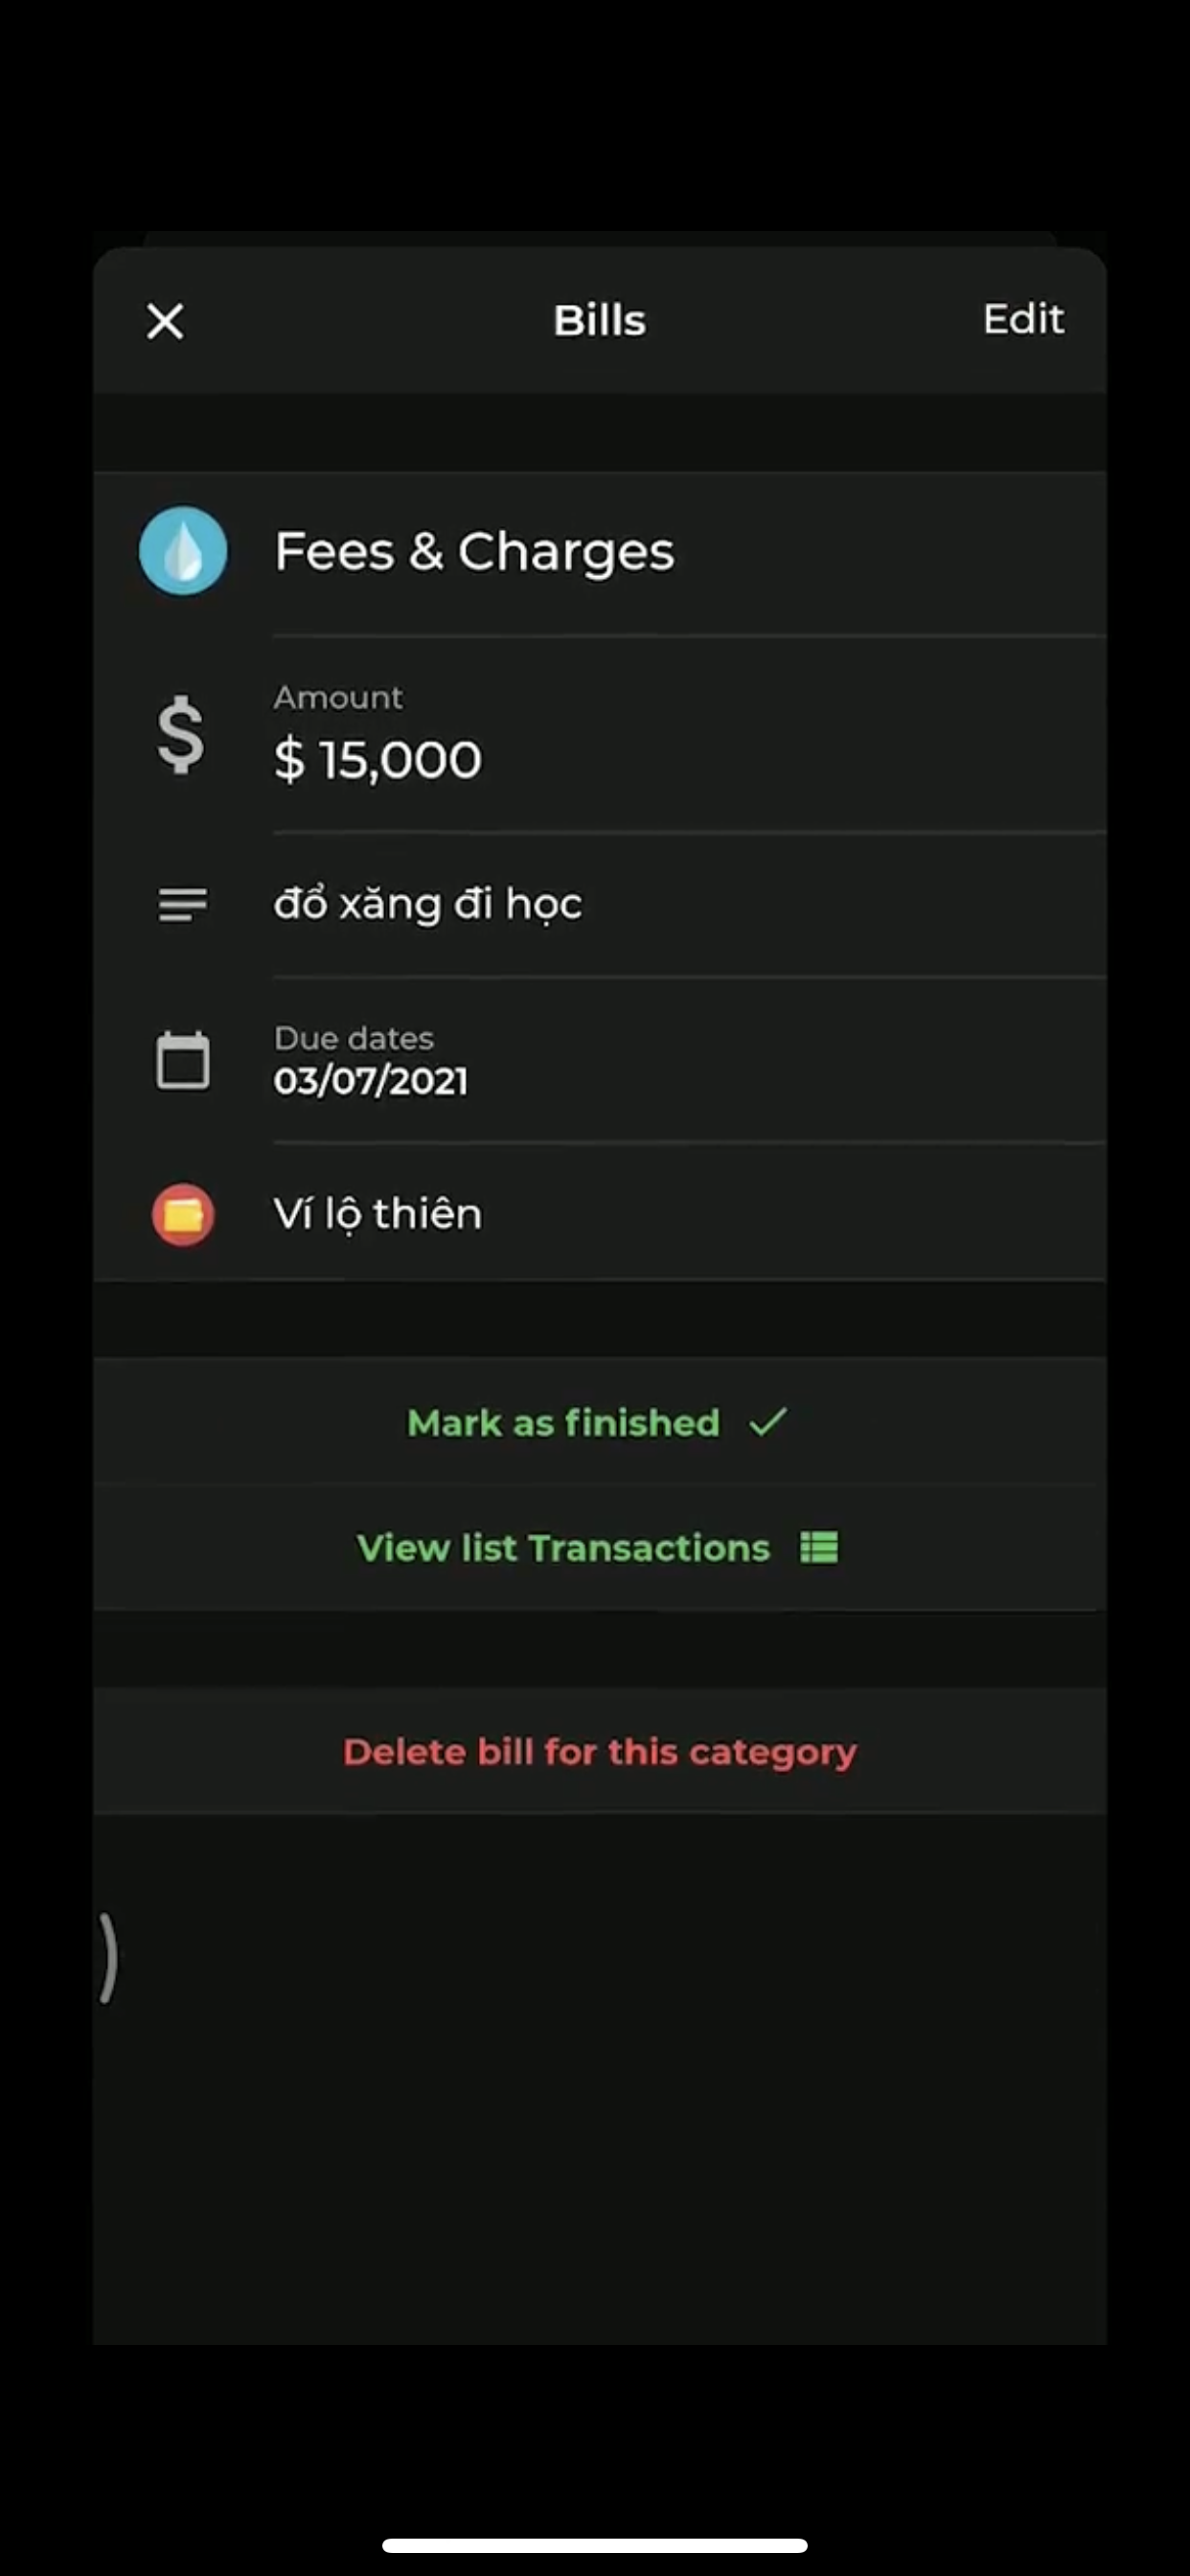 Bills
Edit
Fees & Charges
Amount
$ 15,000
đổ xăng đi học
Due dates
03/07/2021
Ví lộ thiên
Mark as finished
View list Transactions
Delete bill for this category